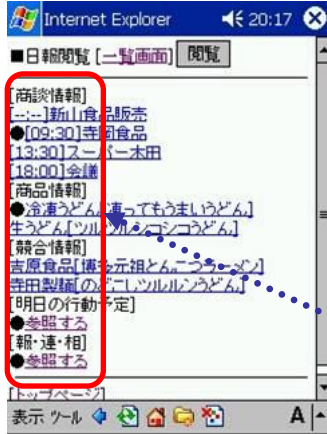 Internet Explorer 20:17
■日報閲覧 [一覧画面] 閲覧
[商談情報]
[--:--]新山食品販売
●[09:30]寺岡食品
[13:30]スーパー木田
[18:00]会議
[商品情報]
●冷凍うどん[凍ってもうまいうどん]
生うどん[ツルツルシコシコうどん]
[競合情報]
吉原食品[博多元祖とんこつラーメン]
寺田製麺[のどごしツルルンうどん]
[明日の行動予定]
●参照する
[報・連・相]
●参照する
[トップページ]
表示 ツール A